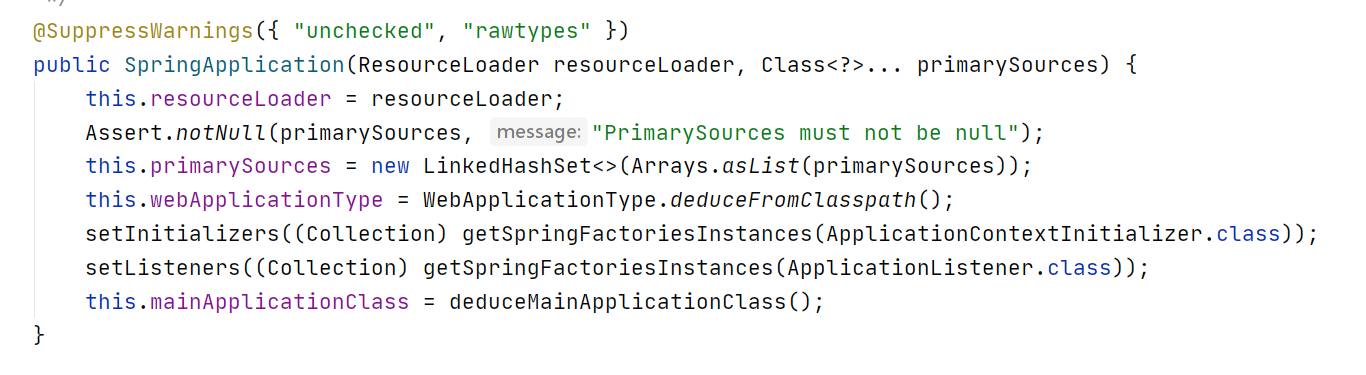 */
@SuppressWarnings({ "unchecked", "rawtypes" })
public SpringApplication(ResourceLoader resourceLoader, Class<?>... primarySources) {
    this.resourceLoader = resourceLoader;
    Assert.notNull(primarySources, message: "PrimarySources must not be null");
    this.primarySources = new LinkedHashSet<>(Arrays.asList(primarySources));
    this.webApplicationType = WebApplicationType.deduceFromClasspath();
    setInitializers((Collection) getSpringFactoriesInstances(ApplicationContextInitializer.class));
    setListeners((Collection) getSpringFactoriesInstances(ApplicationListener.class));
    this.mainApplicationClass = deduceMainApplicationClass();
}